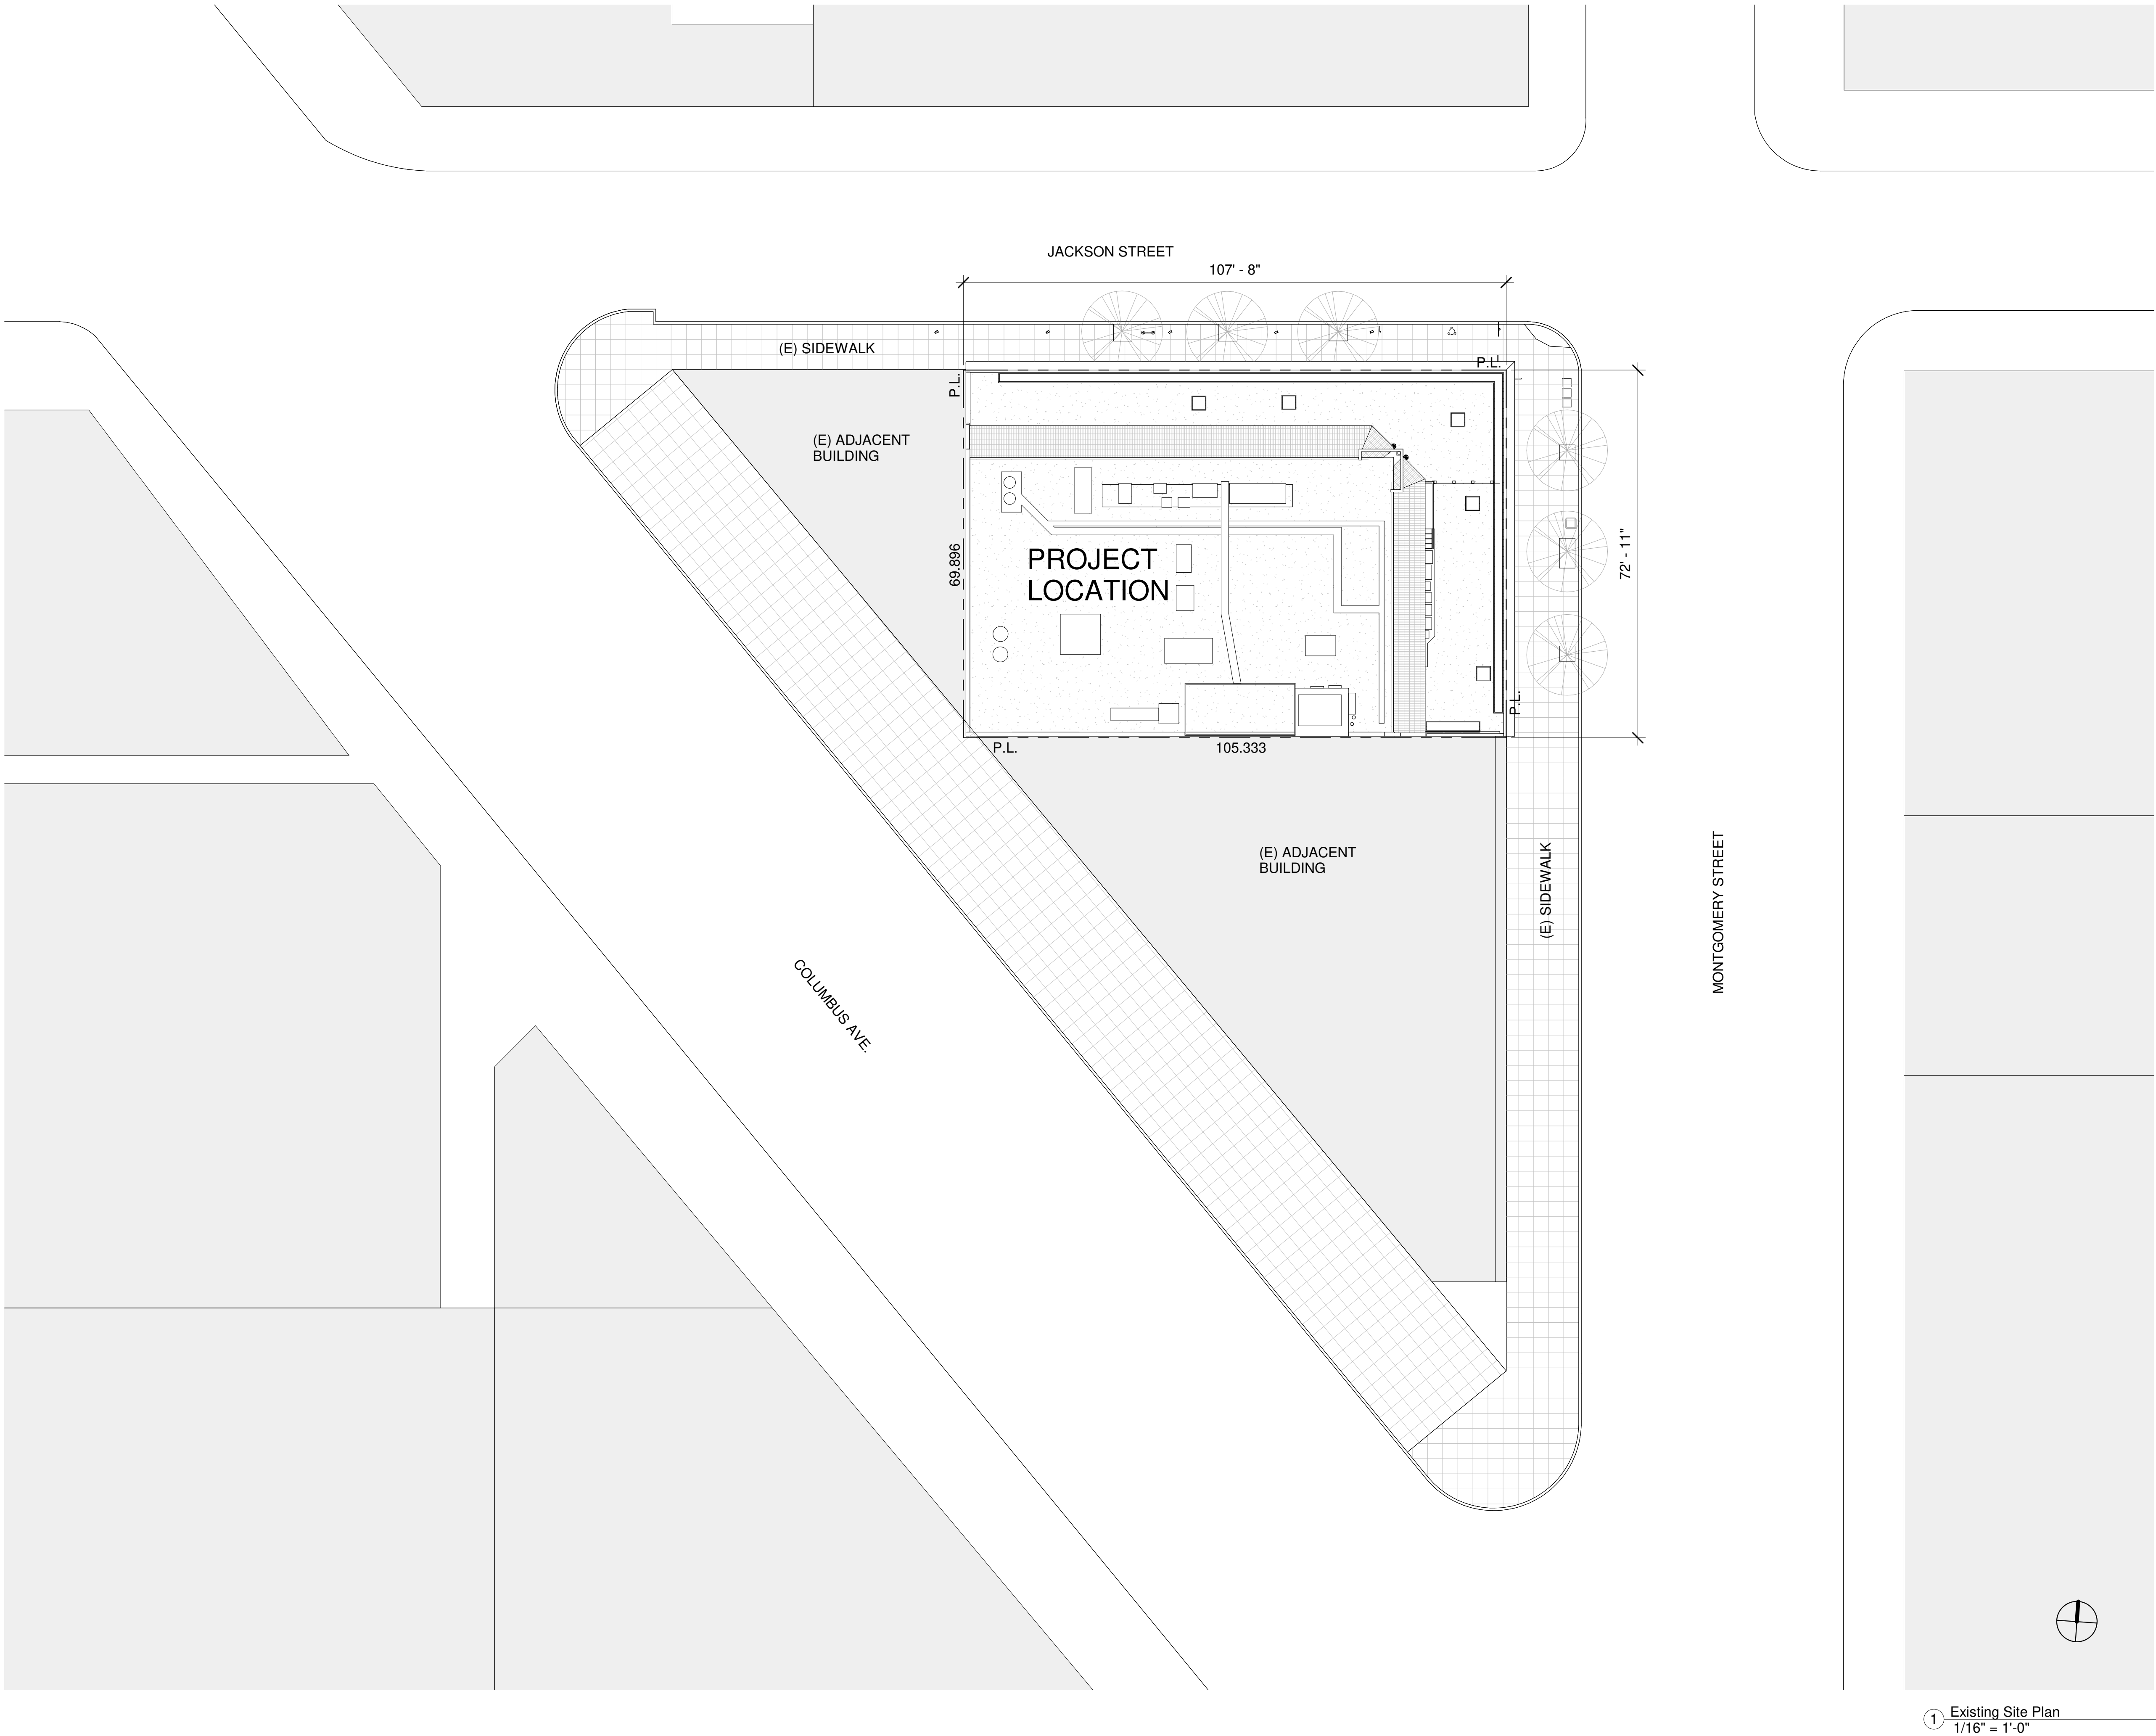 JACKSON STREET
107' - 8"
(E) SIDEWALK
P.L.
P.L.
(E) ADJACENT
BUILDING
69.896
PROJECT
LOCATION
72' - 11"
P.L.
P.L.
105.333
(E) ADJACENT
BUILDING
(E) SIDEWALK
MONTGOMERY STREET
COLUMBUS AVE.
1 Existing Site Plan
1/16" = 1'-0"